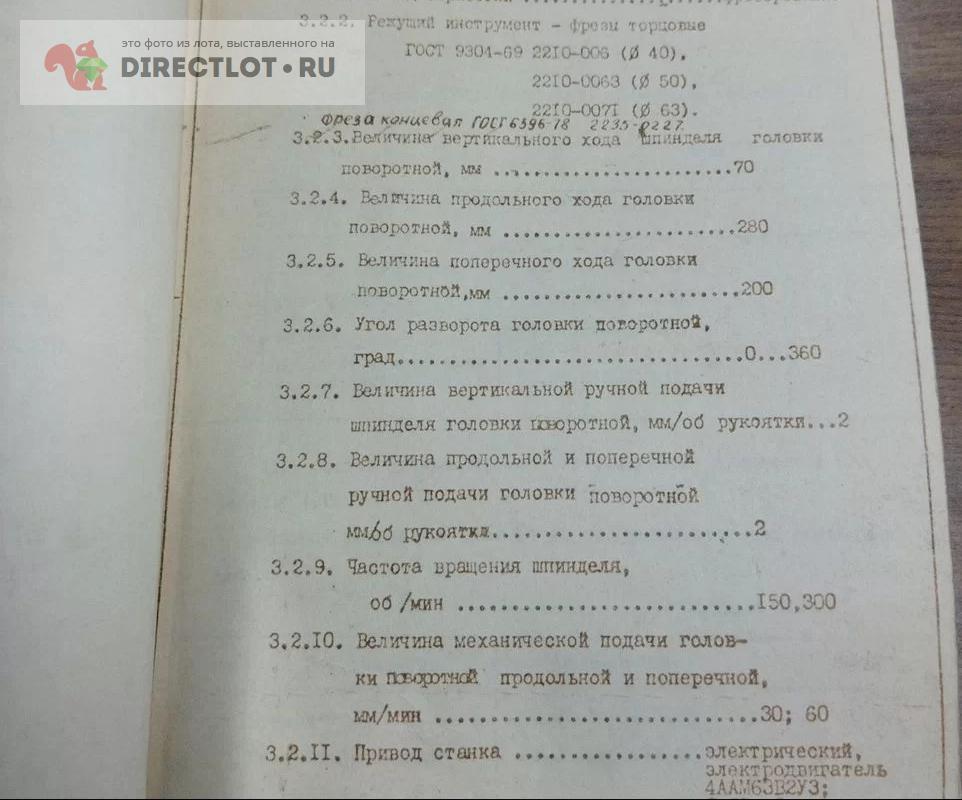 3.2.2. Режущий инструмент - фрезы торцовые
это фото из лота, выставленного на
DIRECTLOT.RU
ГОСТ 9304-69 2210-006 (Ø 40),
2210-0063 (Ø 50),
2210-0071 (Ø 63).
фреза концевая ГОСТ 6396-78 2235-0227
3.2.3. Величина вертикального хода шпинделя головки
поворотной, мм ..........................70
3.2.4. Величина продольного хода головки
поворотной, мм ........................280
3.2.5. Величина поперечного хода головки
поворотной,мм ........................200
3.2.6. Угол разворота головки поворотной,
град...................................0...360
3.2.7. Величина вертикальной ручной подачи
шпинделя головки поворотной, мм/об рукоятки...2
3.2.8. Величина продольной и поперечной
ручной подачи головки поворотной
мм/об рукоятки...........................2
3.2.9. Частота вращения шпинделя,
об/мин ..............................150,300
3.2.10. Величина механической подачи голов-
ки поворотной продольной и поперечной,
мм/мин ................................30; 60
3.2.11. Привод станка ...................электрический,
электродвигатель
4ААМ63В2У3;